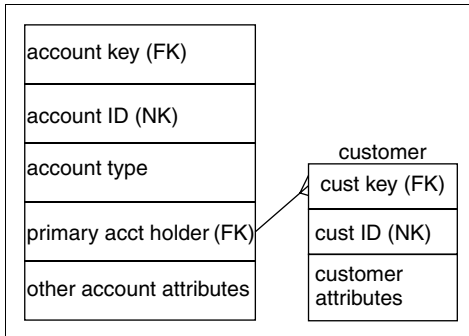 account key (FK)
account ID (NK)
account type
primary acct holder (FK)
other account attributes
customer
cust key (FK)
cust ID (NK)
customer
attributes